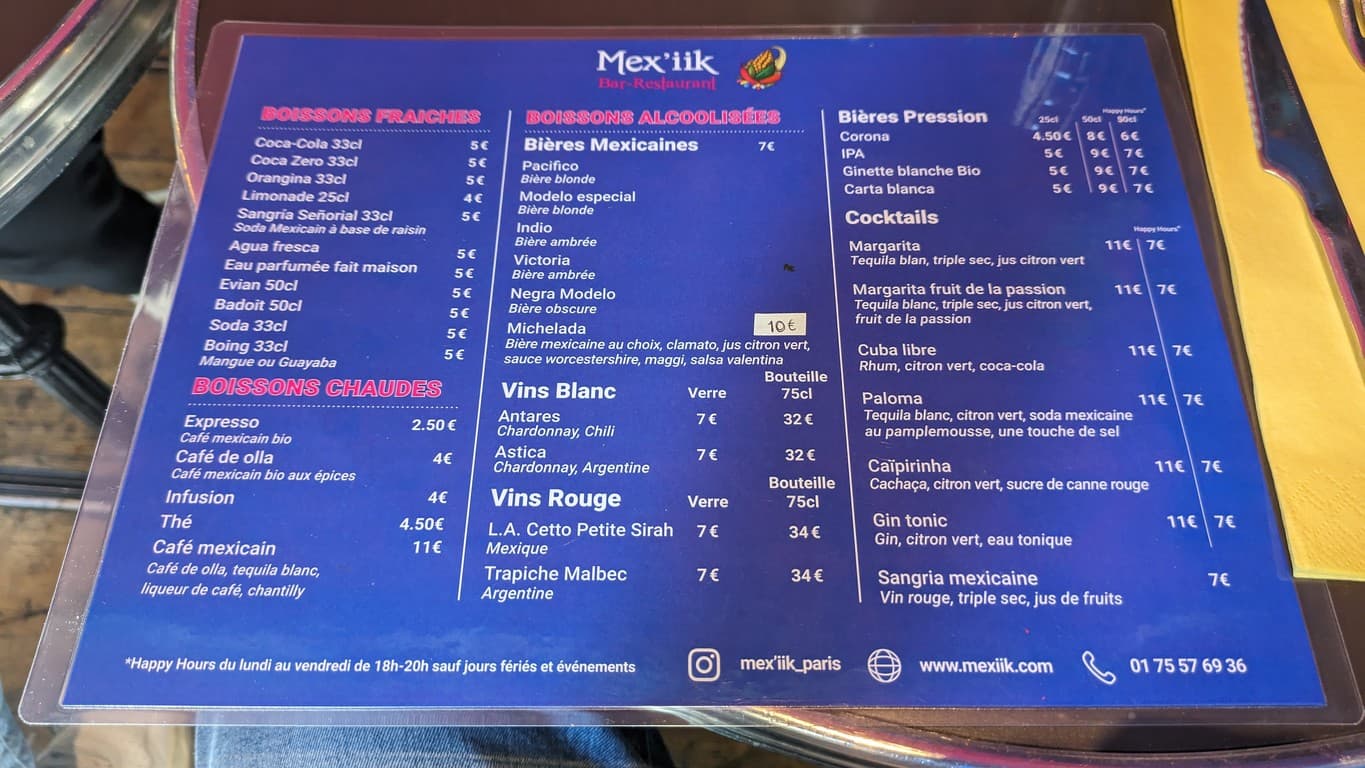 Mex'iik
Bar-Restaurant
BOISSONS FRAICHES
Coca-Cola 33cl 5€
Coca Zero 33cl 5€
Orangina 33cl 5€
Limonade 25cl 4€
Sangría Señorial 33cl 5€
Soda Mexicain à base de raisin
Agua fresca 5€
Eau parfumée fait maison 5€
Evian 50cl 5€
Badoit 50cl 5€
Soda 33cl 5€
Boing 33cl 5€
Mangue ou Guayaba
BOISSONS CHAUDES
Expresso 2.50€
Café mexicain bio
Café de olla 4€
Café mexicain bio aux épices
Infusion 4€
Thé 4.50€
Café mexicain 11€
Café de olla, tequila blanc,
liqueur de café, chantilly
BOISSONS ALCOOLISÉES
Bières Mexicaines 7€
Pacifico
Bière blonde
Modelo especial
Bière blonde
Indio
Bière ambrée
Victoria
Bière ambrée
Negra Modelo
Bière obscure
Michelada 10€
Bière mexicaine au choix, clamato, jus citron vert,
sauce worcestershire, maggi, salsa valentina
Vins Blanc Verre Bouteille 75cl
Antares 7€ 32€
Chardonnay, Chili
Astica 7€ 32€
Chardonnay, Argentine
Vins Rouge Verre Bouteille 75cl
L.A. Cetto Petite Sirah 7€ 34€
Mexique
Trapiche Malbec 7€ 34€
Argentine
Happy Hours*
Bières Pression 25cl 50cl 50cl
Corona 4.50€ 8€ 6€
IPA 5€ 9€ 7€
Ginette blanche Bio 5€ 9€ 7€
Carta blanca 5€ 9€ 7€
Cocktails
Happy Hours*
Margarita 11€ 7€
Tequila blan, triple sec, jus citron vert
Margarita fruit de la passion 11€ 7€
Tequila blanc, triple sec, jus citron vert,
fruit de la passion
Cuba libre 11€ 7€
Rhum, citron vert, coca-cola
Paloma 11€ 7€
Tequila blanc, citron vert, soda mexicaine
au pamplemousse, une touche de sel
Caïpirinha 11€ 7€
Cachaça, citron vert, sucre de canne rouge
Gin tonic 11€ 7€
Gin, citron vert, eau tonique
Sangria mexicaine 7€
Vin rouge, triple sec, jus de fruits
*Happy Hours du lundi au vendredi de 18h-20h sauf jours fériés et événements
mex'iik_paris
www.mexiik.com
01 75 57 69 36